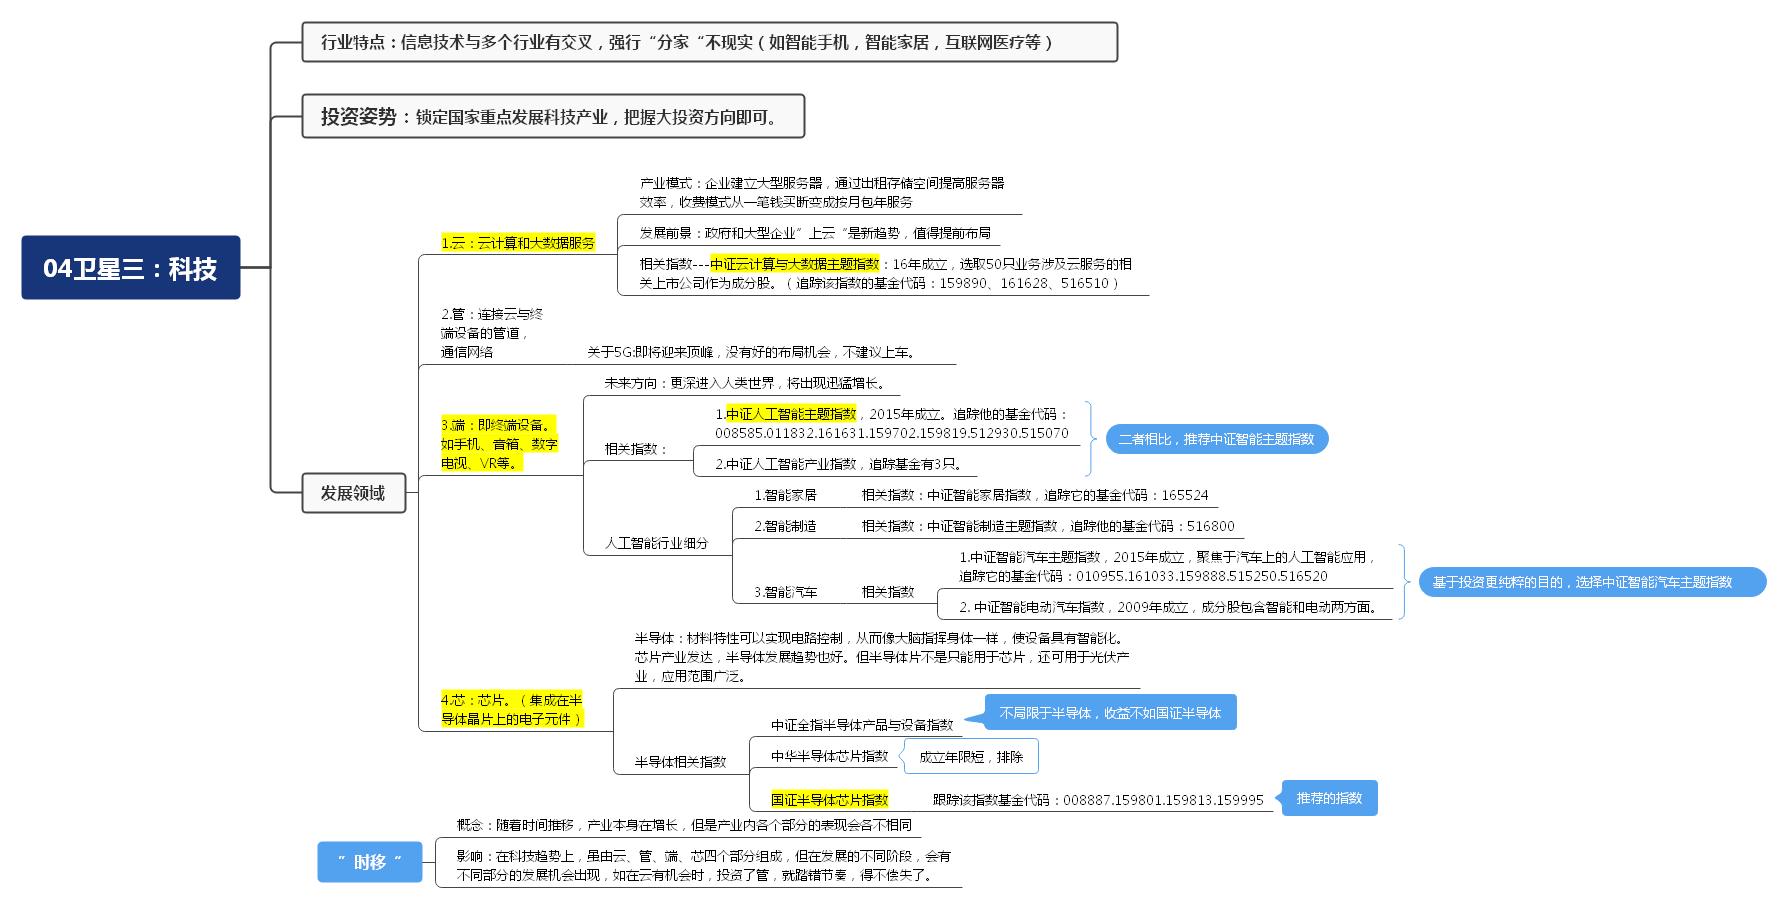 04卫星三：科技
行业特点：信息技术与多个行业有交叉，强行“分家“不现实（如智能手机，智能家居，互联网医疗等）
投资姿势：锁定国家重点发展科技产业，把握大投资方向即可。
发展领域
1.云：云计算和大数据服务
产业模式：企业建立大型服务器，通过出租存储空间提高服务器
效率，收费模式从一笔钱买断变成按月包年服务
发展前景：政府和大型企业”上云“是新趋势，值得提前布局
相关指数---中证云计算与大数据主题指数：16年成立，选取50只业务涉及云服务的相
关上市公司作为成分股。（追踪该指数的基金代码：159890、161628、516510）
2.管：连接云与终
端设备的管道，
通信网络
关于5G:即将迎来顶峰，没有好的布局机会，不建议上车。
3.端：即终端设备。
如手机、音箱、数字
电视、VR等。
未来方向：更深进入人类世界，将出现迅猛增长。
相关指数：
1.中证人工智能主题指数，2015年成立。追踪他的基金代码：
008585.011832.161631.159702.159819.512930.515070
2.中证人工智能产业指数，追踪基金有3只。
二者相比，推荐中证智能主题指数
人工智能行业细分
1.智能家居
相关指数：中证智能家居指数，追踪它的基金代码：165524
2.智能制造
相关指数：中证智能制造主题指数，追踪他的基金代码：516800
3.智能汽车
相关指数
1.中证智能汽车主题指数，2015年成立，聚焦于汽车上的人工智能应用，
追踪它的基金代码：010955.161033.159888.515250.516520
2. 中证智能电动汽车指数，2009年成立，成分股包含智能和电动两方面。
基于投资更纯粹的目的，选择中证智能汽车主题指数
4.芯：芯片。（集成在半
导体晶片上的电子元件）
半导体：材料特性可以实现电路控制，从而像大脑指挥身体一样，使设备具有智能化。
芯片产业发达，半导体发展趋势也好。但半导体片不是只能用于芯片，还可用于光伏产
业，应用范围广泛。
半导体相关指数
中证全指半导体产品与设备指数
不局限于半导体，收益不如国证半导体
中华半导体芯片指数
成立年限短，排除
国证半导体芯片指数
跟踪该指数基金代码：008887.159801.159813.159995
推荐的指数
”时移“
概念：随着时间推移，产业本身在增长，但是产业内各个部分的表现会各不相同
影响：在科技趋势上，虽由云、管、端、芯四个部分组成，但在发展的不同阶段，会有
不同部分的发展机会出现，如在云有机会时，投资了管，就踏错节奏，得不偿失了。